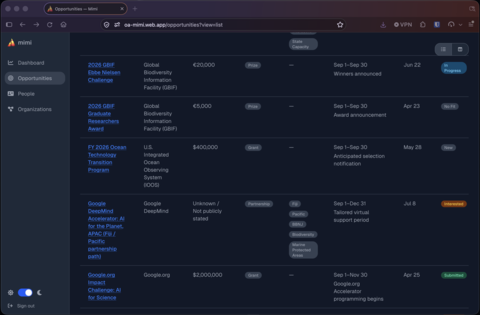 Opportunities — Mimi
oa-mimi.web.app/opportunities?view=list
VPN
mimi
Dashboard
Opportunities
People
Organizations
Sign out
State
Capacity
2026 GBIF
Ebbe Nielsen
Challenge
Global
Biodiversity
Information
Facility (GBIF)
€20,000
Prize
—
Sep 1–Sep 30
Winners announced
Jun 22
In
Progress
2026 GBIF
Graduate
Researchers
Award
Global
Biodiversity
Information
Facility (GBIF)
€5,000
Prize
—
Sep 1–Sep 30
Award announcement
Apr 23
No Fit
FY 2026 Ocean
Technology
Transition
Program
U.S.
Integrated
Ocean
Observing
System
(IOOS)
$400,000
Grant
—
Sep 1–Sep 30
Anticipated selection
notification
May 28
New
Google
DeepMind
Accelerator: AI
for the Planet,
APAC (Fiji /
Pacific
partnership
path)
Google
DeepMind
Unknown /
Not publicly
stated
Partnership
Fiji
Pacific
BBNJ
Biodiversity
Marine
Protected
Areas
Sep 1–Dec 31
Tailored virtual
support period
Jul 8
Interested
Google.org
Impact
Challenge: AI
for Science
Google.org
$2,000,000
Grant
—
Sep 1–Nov 30
Google.org
Accelerator
programming begins
Apr 25
Submitted